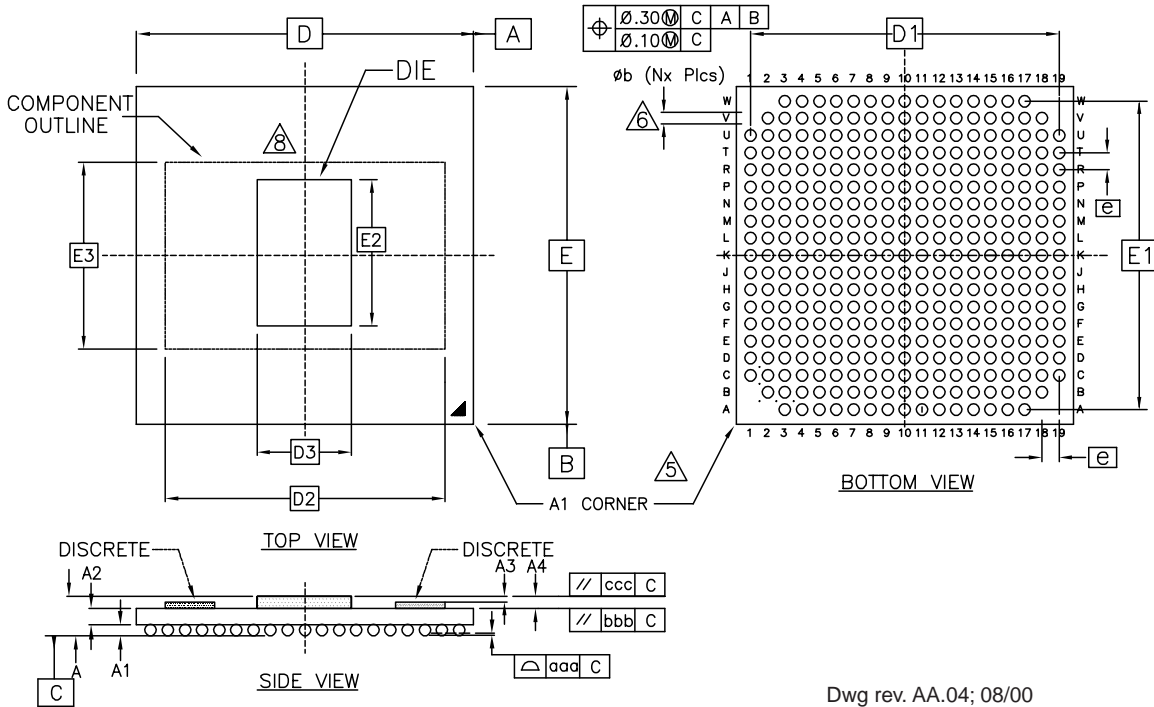 D
A
DIE
COMPONENT
OUTLINE
8
E3
E2
E
D3
B
D2
A1 CORNER
5
TOP VIEW
⌖ Ø.30Ⓜ C A B
Ø.10Ⓜ C
D1
Øb (Nx Plcs)
6
1 2 3 4 5 6 7 8 9 10 11 12 13 14 15 16 17 18 19
W W
V V
U U
T T
R R
P P
N N
M M
L L
K K
J J
H H
G G
F F
E E
D D
C C
B B
A A
1 2 3 4 5 6 7 8 9 10 11 12 13 14 15 16 17 18 19
e
E1
e
BOTTOM VIEW
DISCRETE
DISCRETE
A2
A3 A4
// ccc C
// bbb C
A
A1
C
⌓ aaa C
SIDE VIEW
Dwg rev. AA.04; 08/00